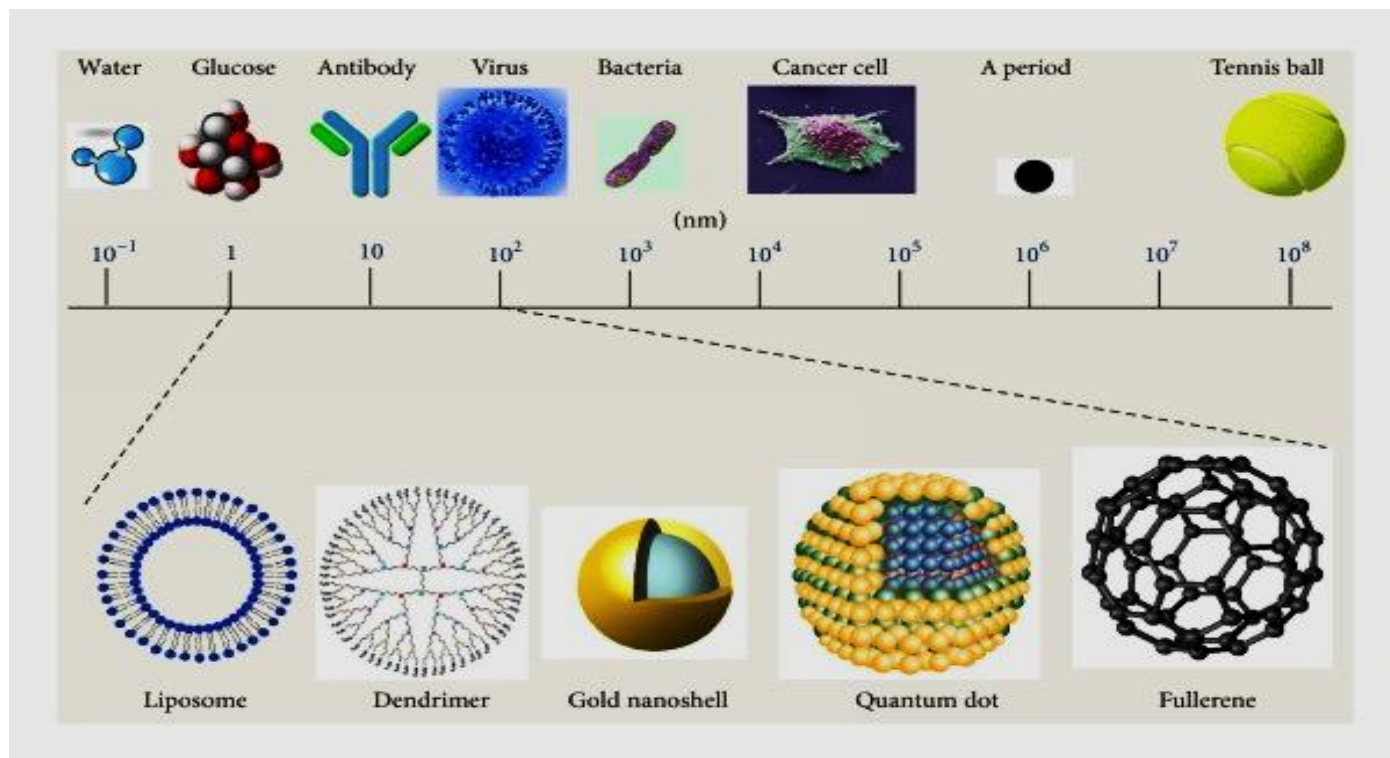 Water Glucose Antibody Virus Bacteria Cancer cell A period Tennis ball
(nm)
10⁻¹ 1 10 10² 10³ 10⁴ 10⁵ 10⁶ 10⁷ 10⁸
Liposome Dendrimer Gold nanoshell Quantum dot Fullerene